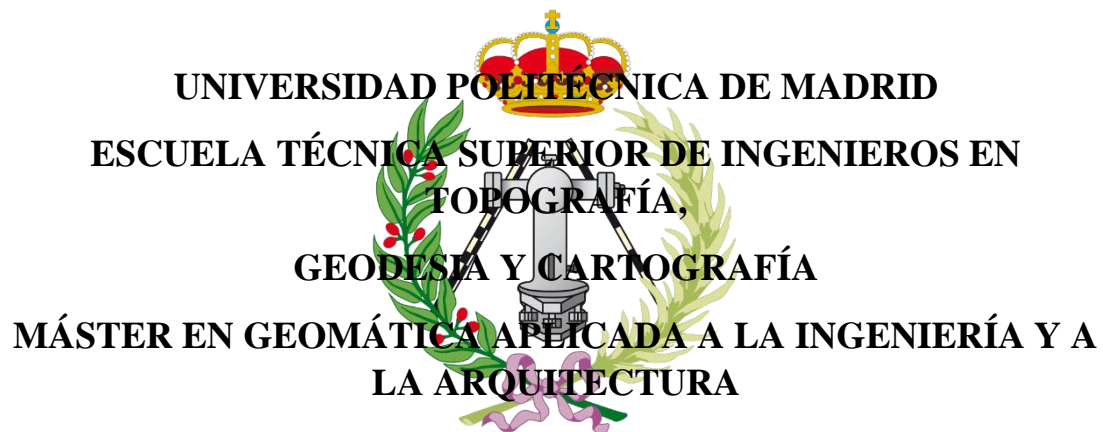 UNIVERSIDAD POLITÉCNICA DE MADRID
ESCUELA TÉCNICA SUPERIOR DE INGENIEROS EN
TOPOGRAFÍA,
GEODESIA Y CARTOGRAFÍA
MÁSTER EN GEOMÁTICA APLICADA A LA INGENIERÍA Y A
LA ARQUITECTURA